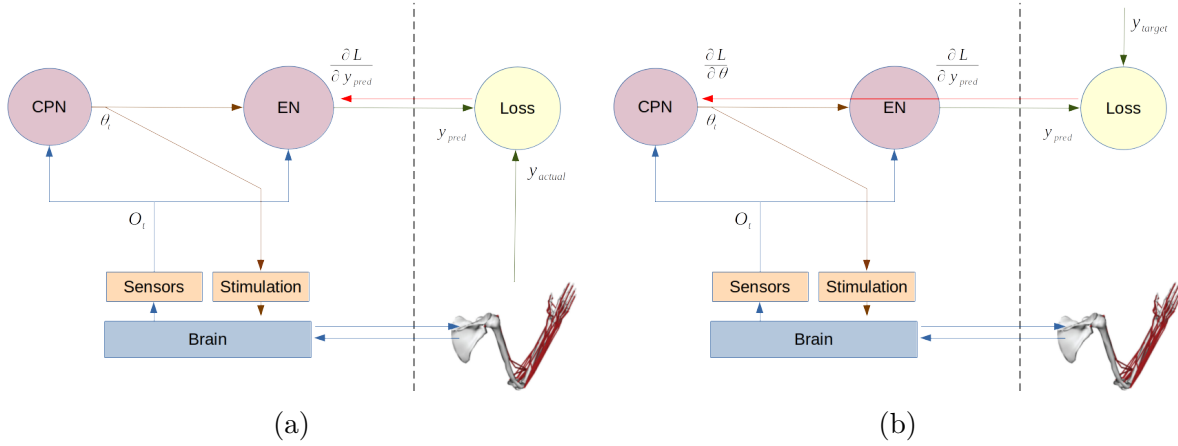 CPN
EN
Loss
∂ L
∂ y_pred
θ_t
y_pred
y_actual
O_t
Sensors
Stimulation
Brain
(a)
y_target
CPN
EN
Loss
∂ L
∂ θ
∂ L
∂ y_pred
θ_t
y_pred
O_t
Sensors
Stimulation
Brain
(b)